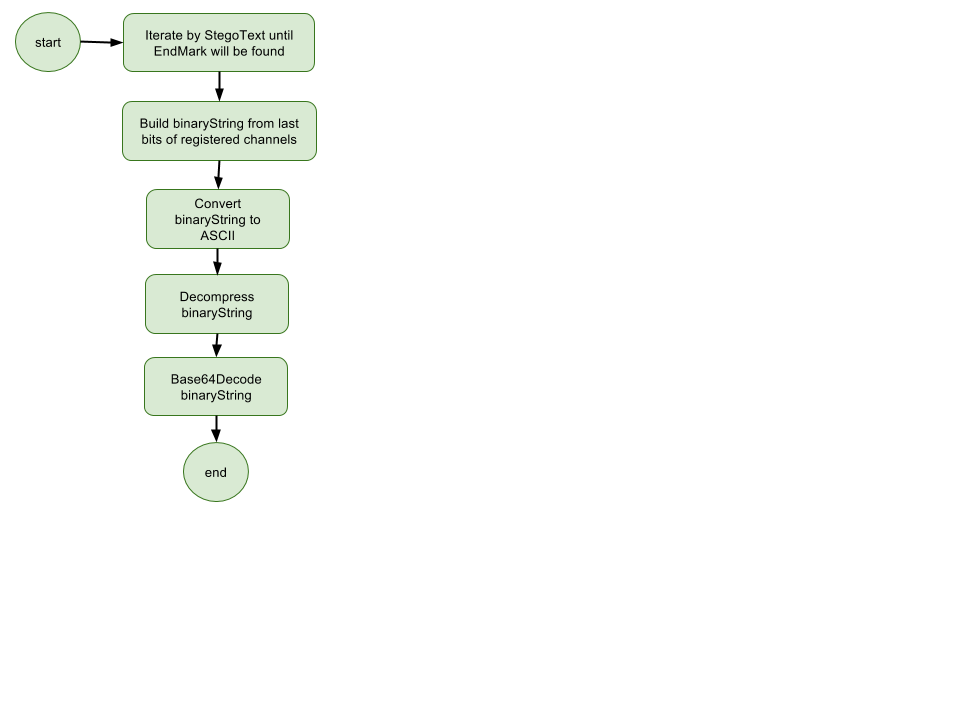 start
Iterate by StegoText until
EndMark will be found
Build binaryString from last
bits of registered channels
Convert
binaryString to
ASCII
Decompress
binaryString
Base64Decode
binaryString
end